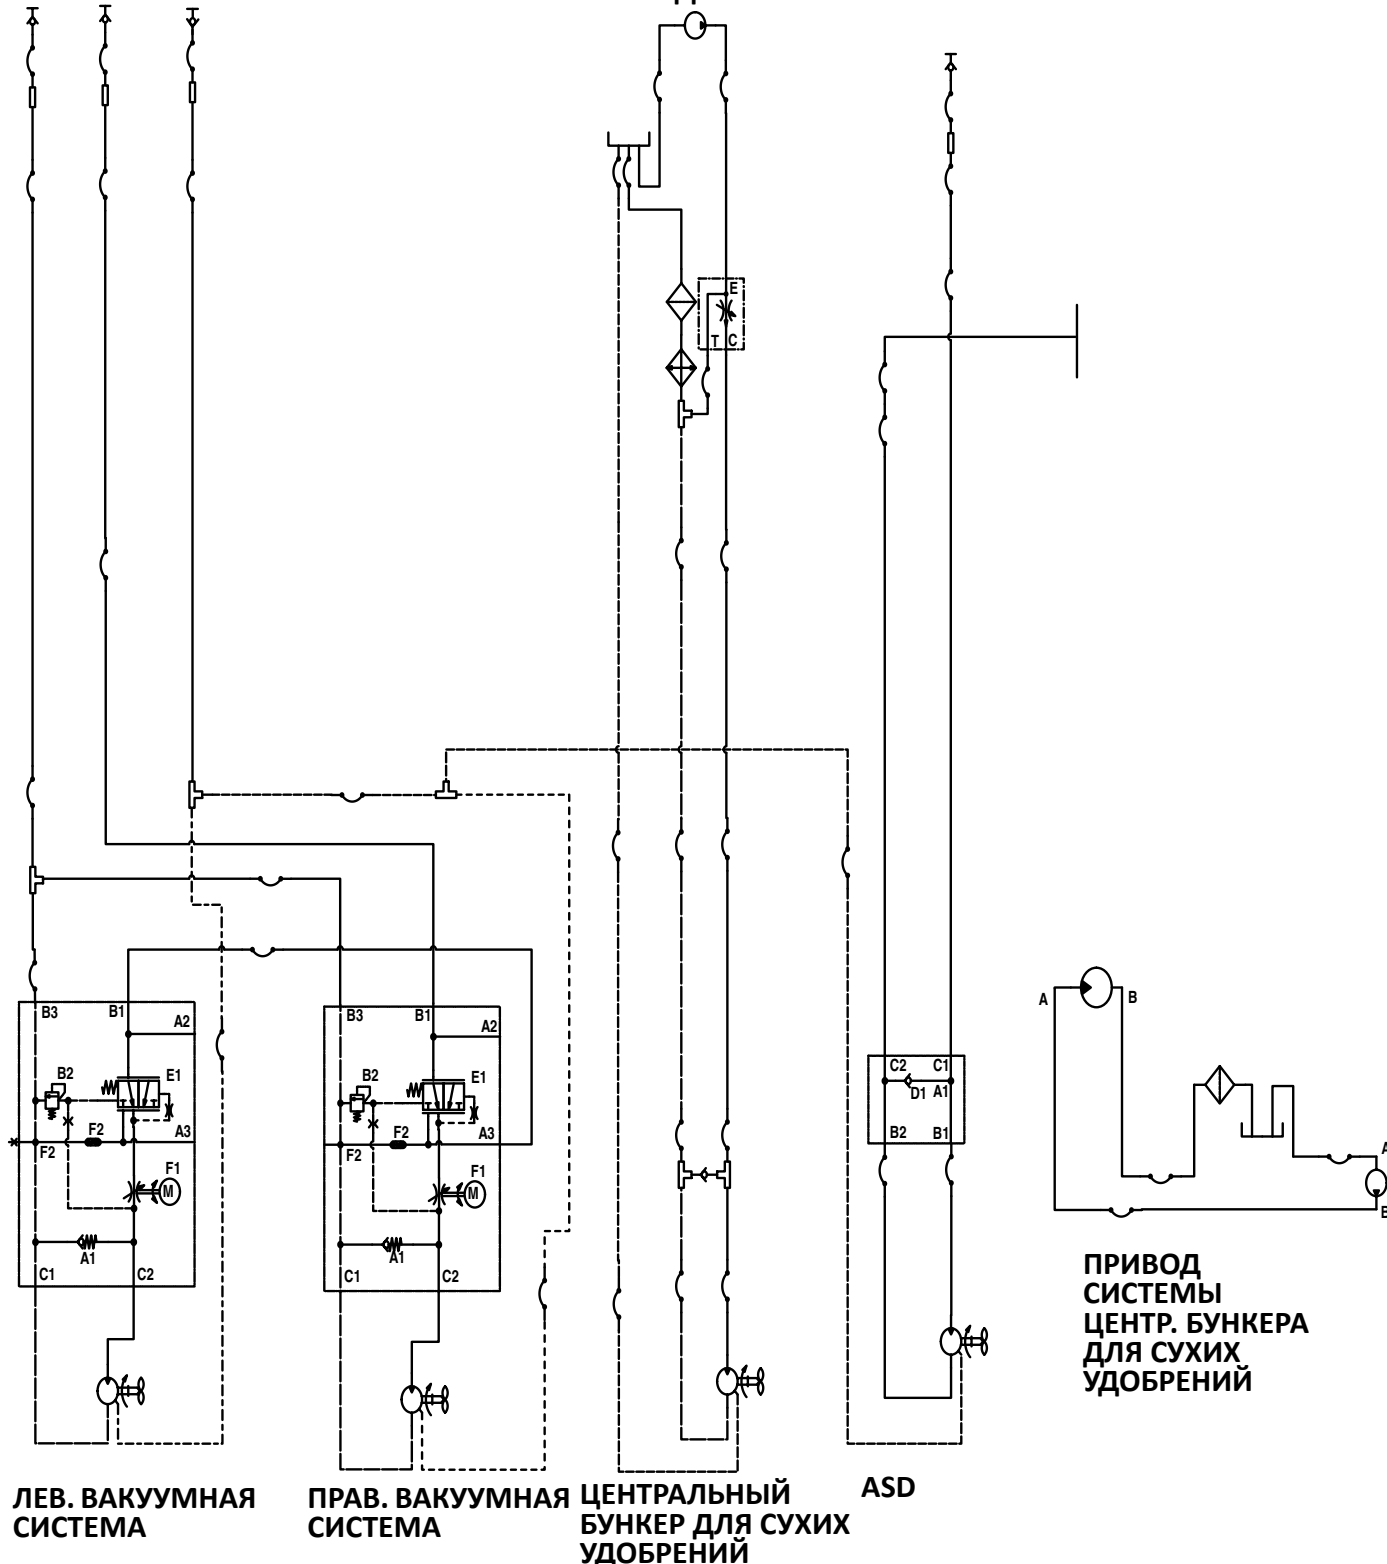 Д
E
T C
B3 B1
A2
B2 E1
F2 A3
F2
F1
M
A1
C1 C2
B3 B1
A2
B2 E1
F2 A3
F2
F1
M
A1
C1 C2
C2 C1
D1 A1
B2 B1
A B
A
B
ЛЕВ. ВАКУУМНАЯ
СИСТЕМА
ПРАВ. ВАКУУМНАЯ
СИСТЕМА
ЦЕНТРАЛЬНЫЙ
БУНКЕР ДЛЯ СУХИХ
УДОБРЕНИЙ
ASD
ПРИВОД
СИСТЕМЫ
ЦЕНТР. БУНКЕРА
ДЛЯ СУХИХ
УДОБРЕНИЙ